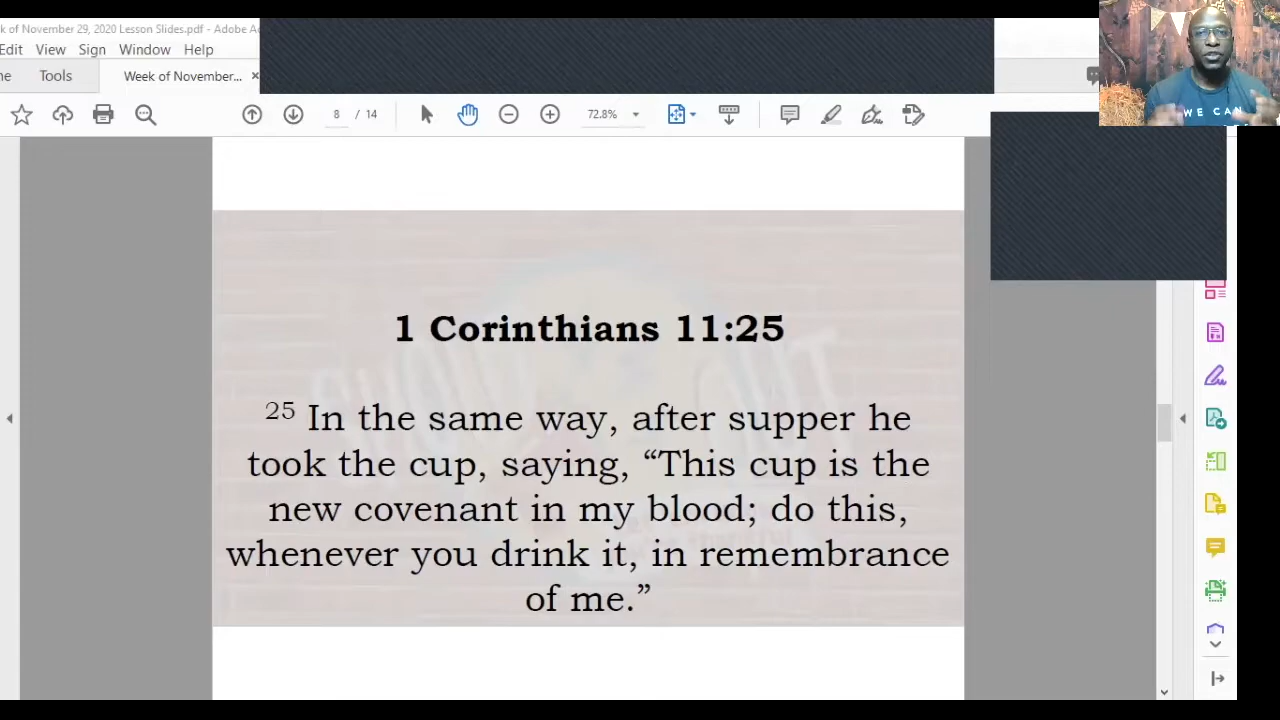 k of November 29, 2020 Lesson Slides.pdf - Adobe Ac
Edit View Sign Window Help
ne Tools Week of November... ×
8 / 14 72.8%
1 Corinthians 11:25
25 In the same way, after supper he
took the cup, saying, “This cup is the
new covenant in my blood; do this,
whenever you drink it, in remembrance
of me.”
WE CAN